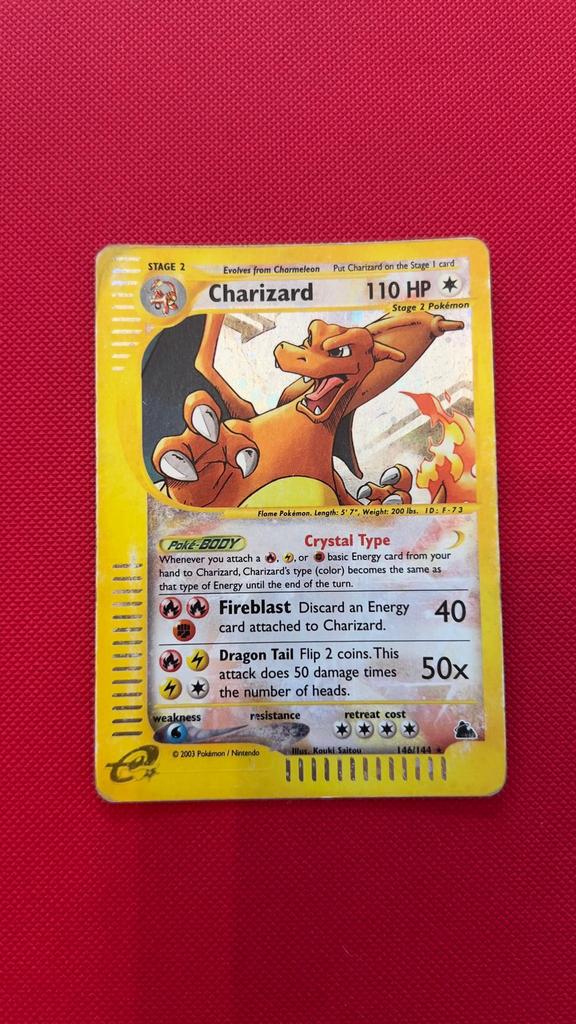 STAGE 2 Evolves from Charmeleon Put Charizard on the Stage 1 card
Charizard 110 HP
Stage 2 Pokémon
Flame Pokémon. Length: 5' 7", Weight: 200 lbs. ID: F-73
Poké-BODY Crystal Type
Whenever you attach a , , or basic Energy card from your
hand to Charizard, Charizard's type (color) becomes the same as
that type of Energy until the end of the turn.
Fireblast Discard an Energy
card attached to Charizard. 40
Dragon Tail Flip 2 coins. This
attack does 50 damage times
the number of heads. 50x
weakness resistance retreat cost
© 2003 Pokémon / Nintendo Illus. Kouki Saitou 146/144 ★
e